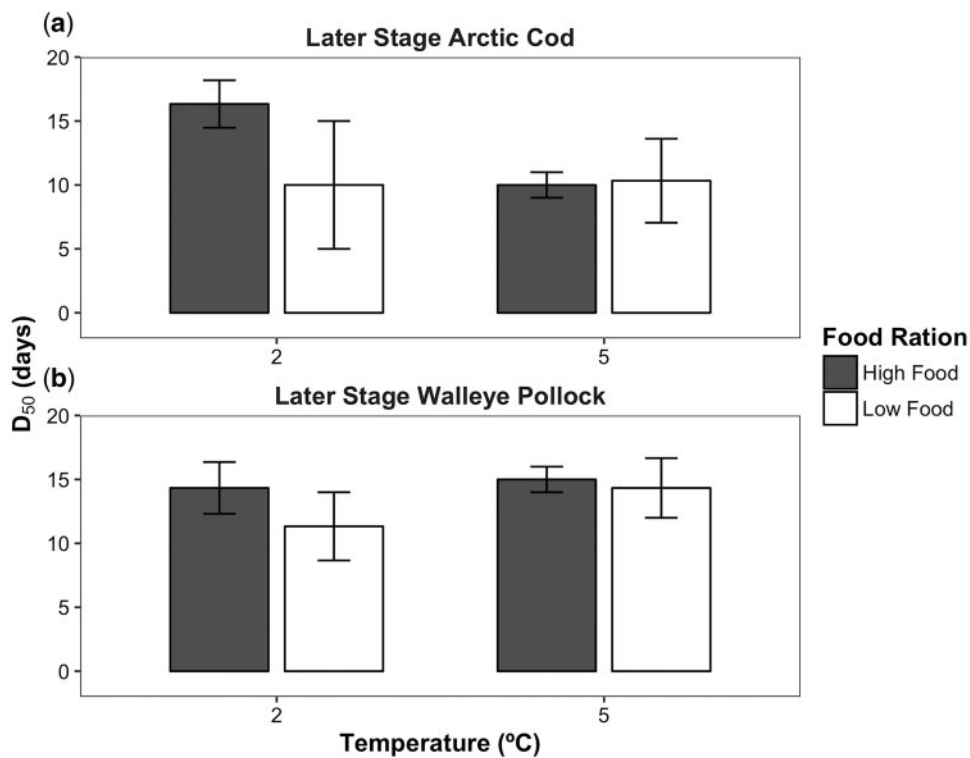 (a)
Later Stage Arctic Cod
20
15
10
5
0
2 5
(b)
Later Stage Walleye Pollock
20
15
10
5
0
2 5
D50 (days)
Temperature (ºC)
Food Ration
High Food
Low Food